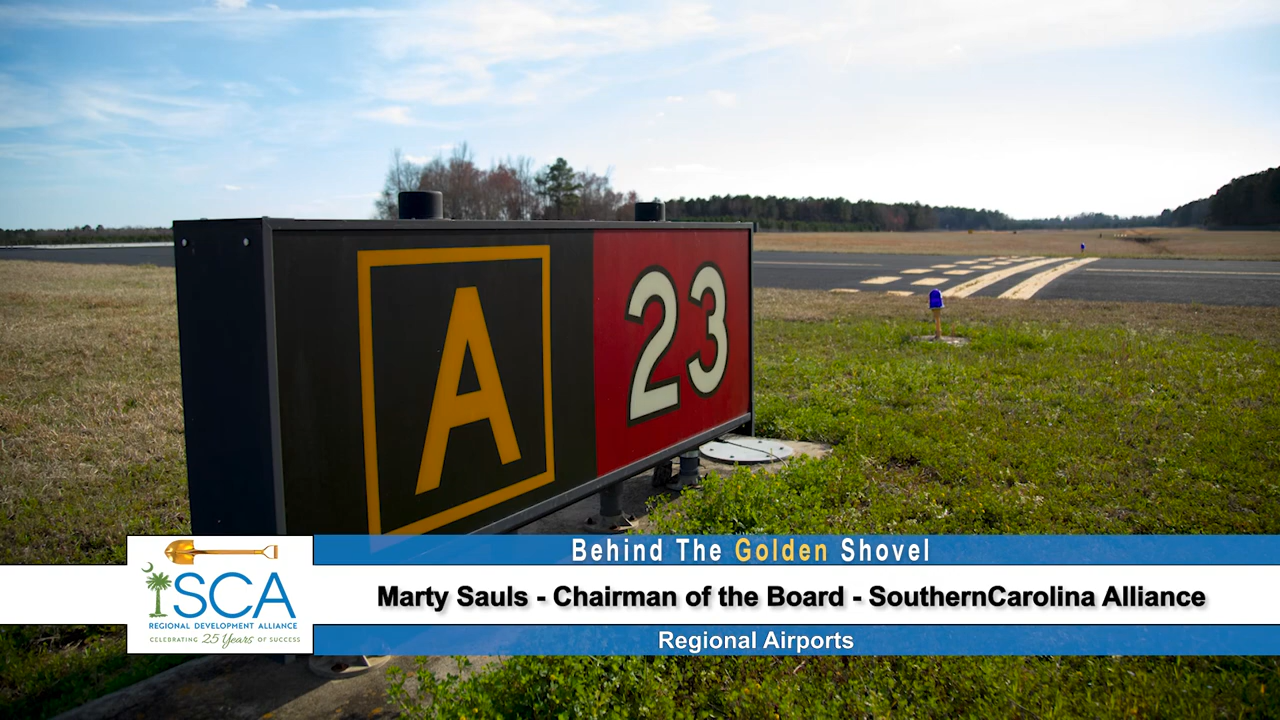 A 23
Behind The Golden Shovel
Marty Sauls - Chairman of the Board - SouthernCarolina Alliance
SCA
REGIONAL DEVELOPMENT ALLIANCE
CELEBRATING 25 Years OF SUCCESS
Regional Airports